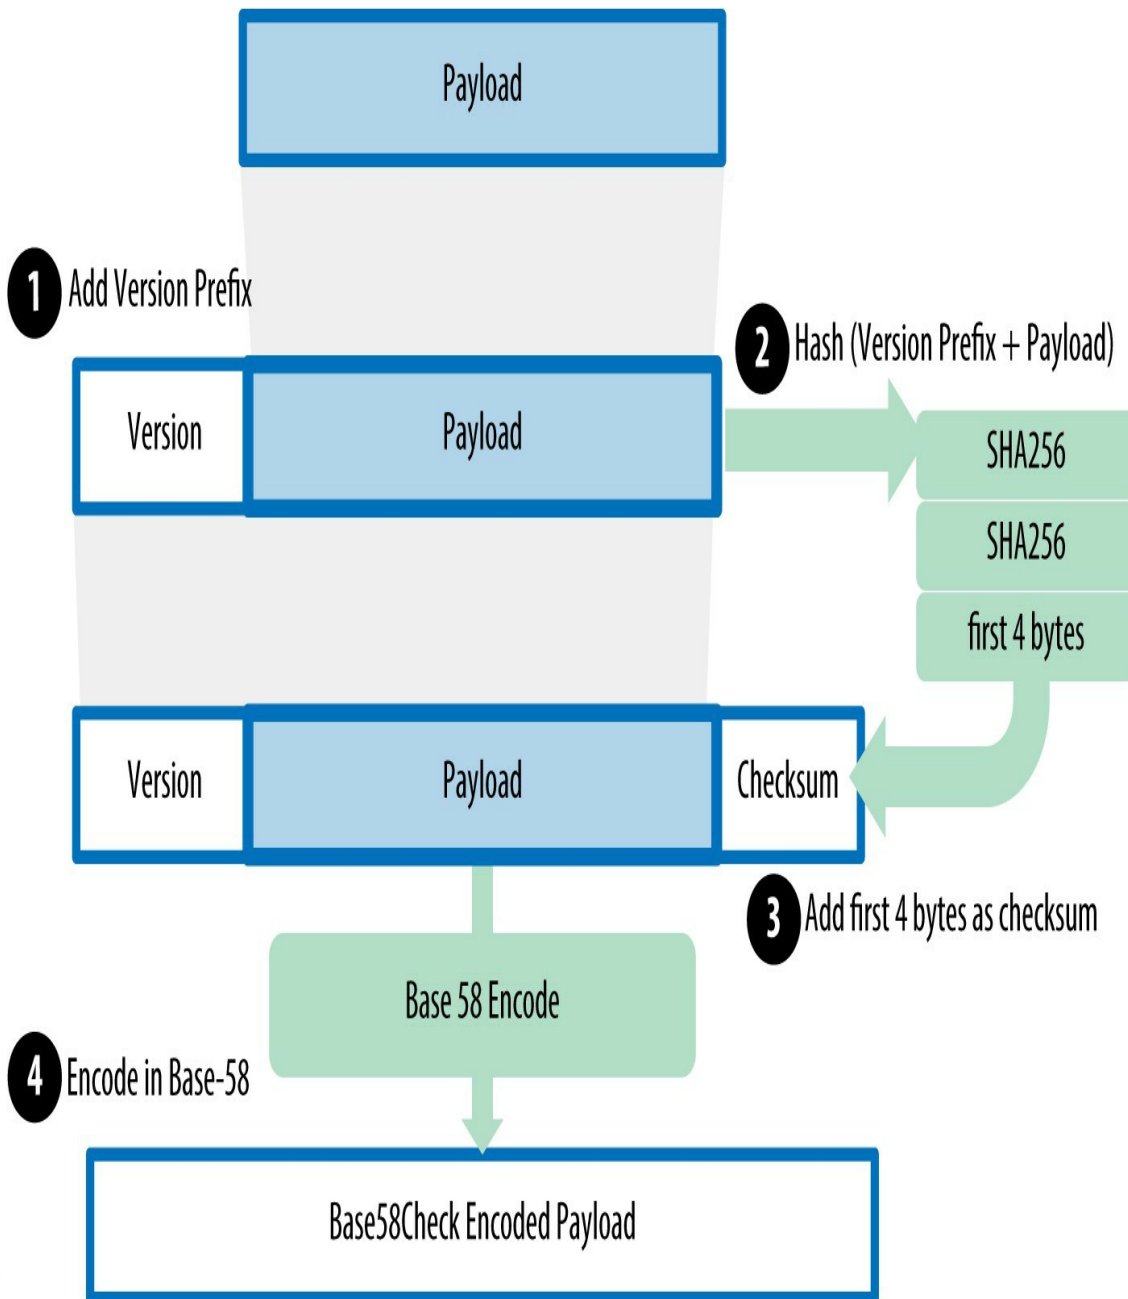 Payload
1 Add Version Prefix
2 Hash (Version Prefix + Payload)
Version
Payload
SHA256
SHA256
first 4 bytes
Version
Payload
Checksum
3 Add first 4 bytes as checksum
Base 58 Encode
4 Encode in Base-58
Base58Check Encoded Payload